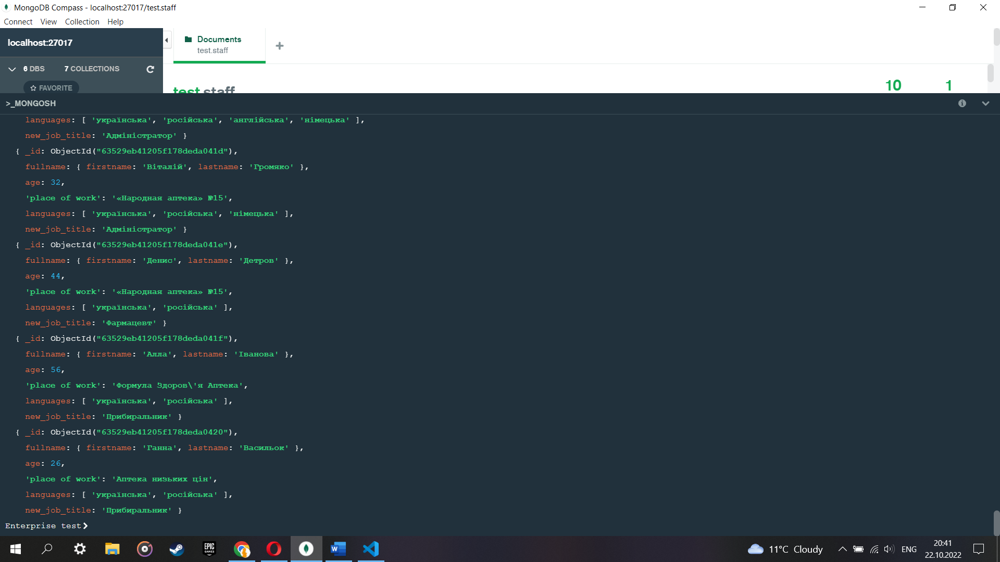 MongoDB Compass - localhost:27017/test.staff
Connect View Collection Help
localhost:27017
Documents
test.staff
6 DBS 7 COLLECTIONS
FAVORITE
test.staff
10 1
>_MONGOSH
languages: [ 'українська', 'російська', 'англійська', 'німецька' ],
new_job_title: 'Адміністратор' }
{ _id: ObjectId("63529eb41205f178deda041d"),
fullname: { firstname: 'Віталій', lastname: 'Громяко' },
age: 32,
'place of work': '«Народная аптека» №15',
languages: [ 'українська', 'російська', 'німецька' ],
new_job_title: 'Адміністратор' }
{ _id: ObjectId("63529eb41205f178deda041e"),
fullname: { firstname: 'Денис', lastname: 'Детров' },
age: 44,
'place of work': '«Народная аптека» №15',
languages: [ 'українська', 'російська' ],
new_job_title: 'Фармацевт' }
{ _id: ObjectId("63529eb41205f178deda041f"),
fullname: { firstname: 'Алла', lastname: 'Іванова' },
age: 56,
'place of work': 'Формула Здоров\'я Аптека',
languages: [ 'українська', 'російська' ],
new_job_title: 'Прибиральник' }
{ _id: ObjectId("63529eb41205f178deda0420"),
fullname: { firstname: 'Ганна', lastname: 'Васильок' },
age: 26,
'place of work': 'Аптека низьких цін',
languages: [ 'українська', 'російська' ],
new_job_title: 'Прибиральник' }
Enterprise test>
EPIC GAMES
W
11°C Cloudy
ENG
20:41
22.10.2022